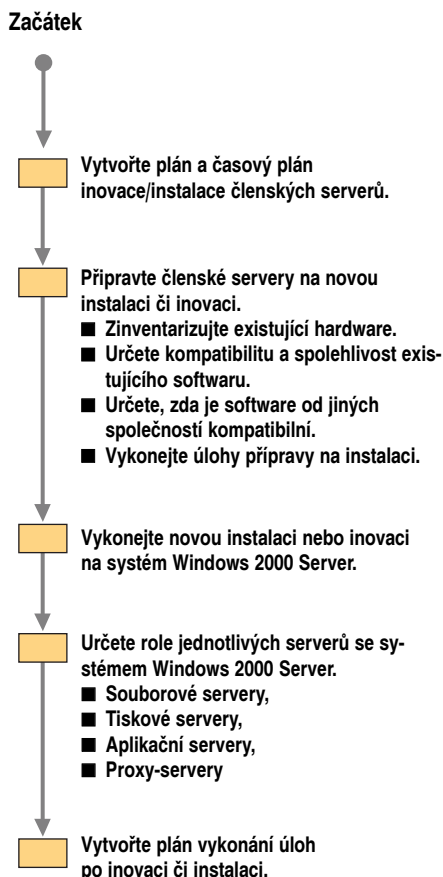 Začátek
Vytvořte plán a časový plán
inovace/instalace členských serverů.
Připravte členské servery na novou
instalaci či inovaci.
■ Zinventarizujte existující hardware.
■ Určete kompatibilitu a spolehlivost exis-
tujícího softwaru.
■ Určete, zda je software od jiných
společností kompatibilní.
■ Vykonejte úlohy přípravy na instalaci.
Vykonejte novou instalaci nebo inovaci
na systém Windows 2000 Server.
Určete role jednotlivých serverů se sy-
stémem Windows 2000 Server.
■ Souborové servery,
■ Tiskové servery,
■ Aplikační servery,
■ Proxy-servery
Vytvořte plán vykonání úloh
po inovaci či instalaci.